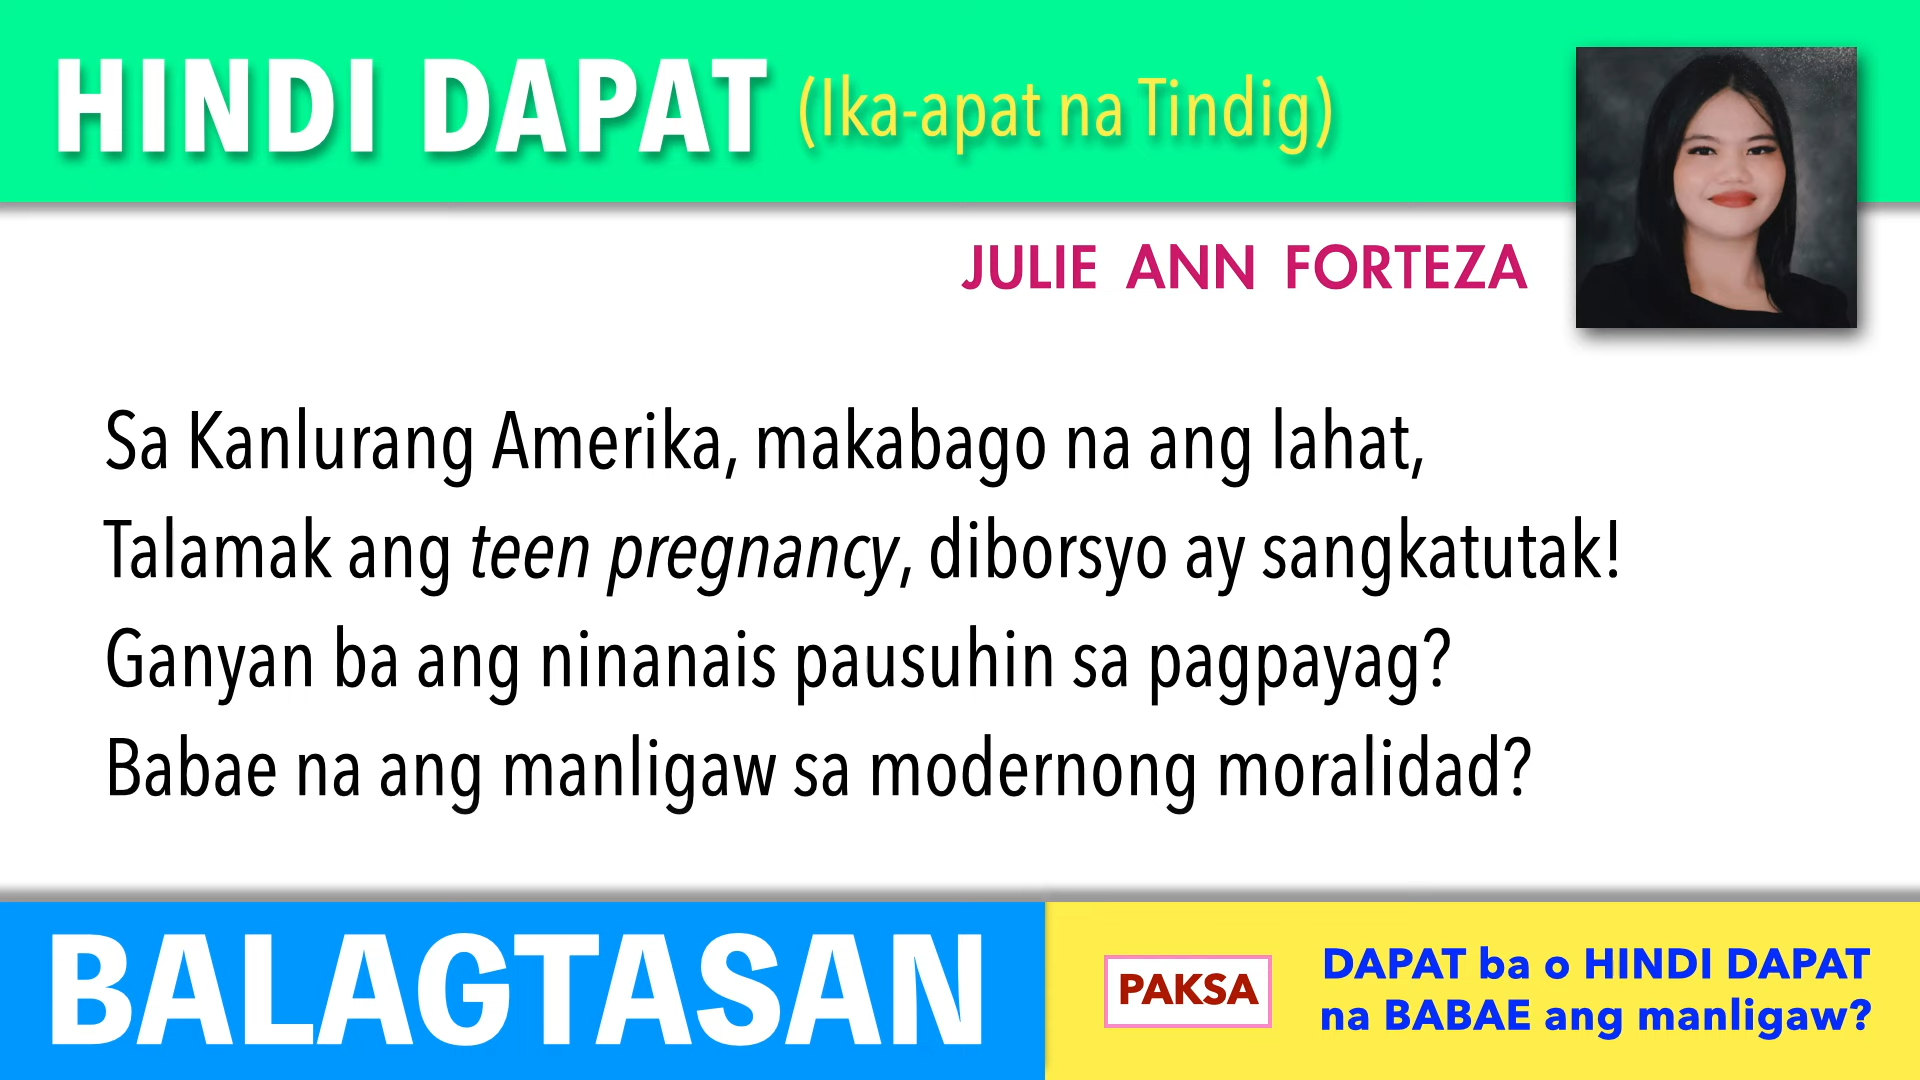 HINDI DAPAT (Ika-apat na Tindig)
JULIE ANN FORTEZA
Sa Kanlurang Amerika, makabago na ang lahat,
Talamak ang teen pregnancy, diborsyo ay sangkatutak!
Ganyan ba ang ninanais pausuhin sa pagpayag?
Babae na ang manligaw sa modernong moralidad?
BALAGTASAN
PAKSA
DAPAT ba o HINDI DAPAT
na BABAE ang manligaw?